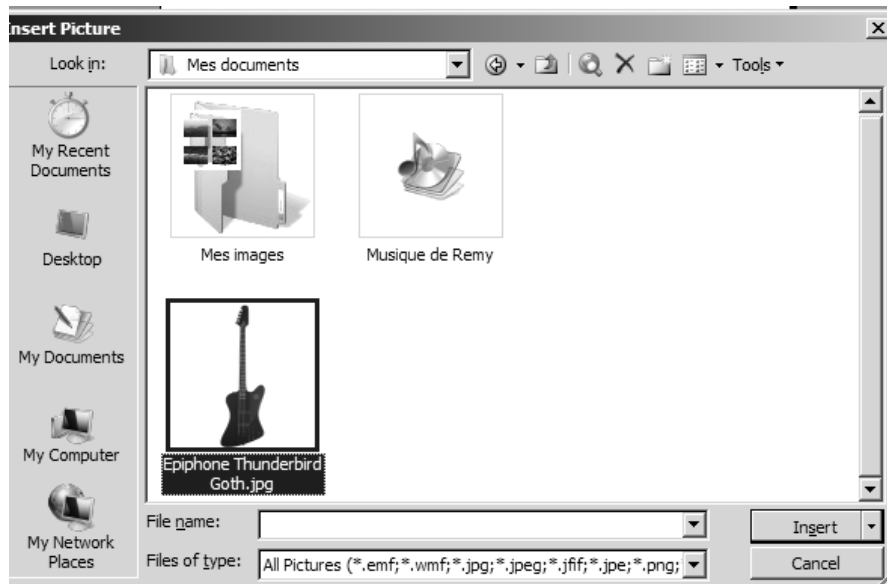 Insert Picture
Look in:
Mes documents
Tools
My Recent
Documents
Desktop
My Documents
My Computer
My Network
Places
Mes images
Musique de Remy
Epiphone Thunderbird
Goth.jpg
File name:
Insert
Files of type:
All Pictures (*.emf;*.wmf;*.jpg;*.jpeg;*.jfif;*.jpe;*.png;
Cancel